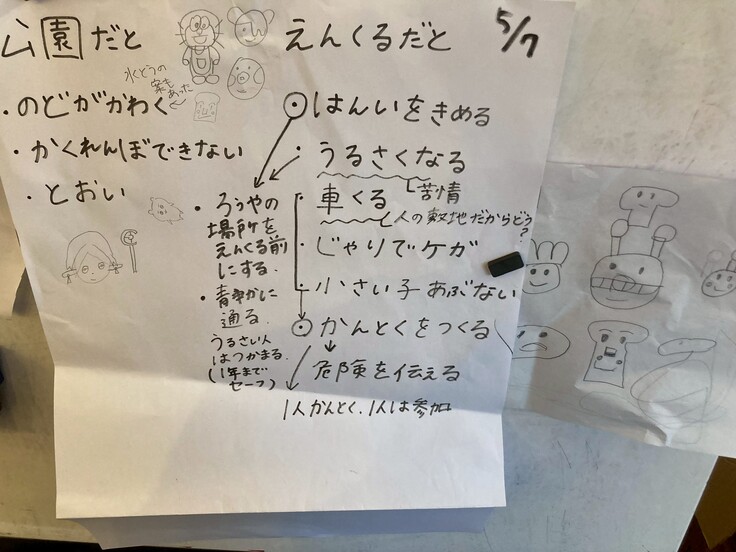 5/7
公園だと
水とうの
案も
あった
・のどがかわく
・かくれんぼできない
・とおい
えんくるだと
はんいをきめる
・うるさくなる
苦情
・車くる
人の敷地だからどう?
・じゃりでケガ
・小さい子あぶない
・ろうやの
場所を
えんくる前
にする.
・静かに
通る.
うるさい人
はつかまる.
(1年まで
セーフ)
かんとくをつくる
危険を伝える
1人かんとく.1人は参加